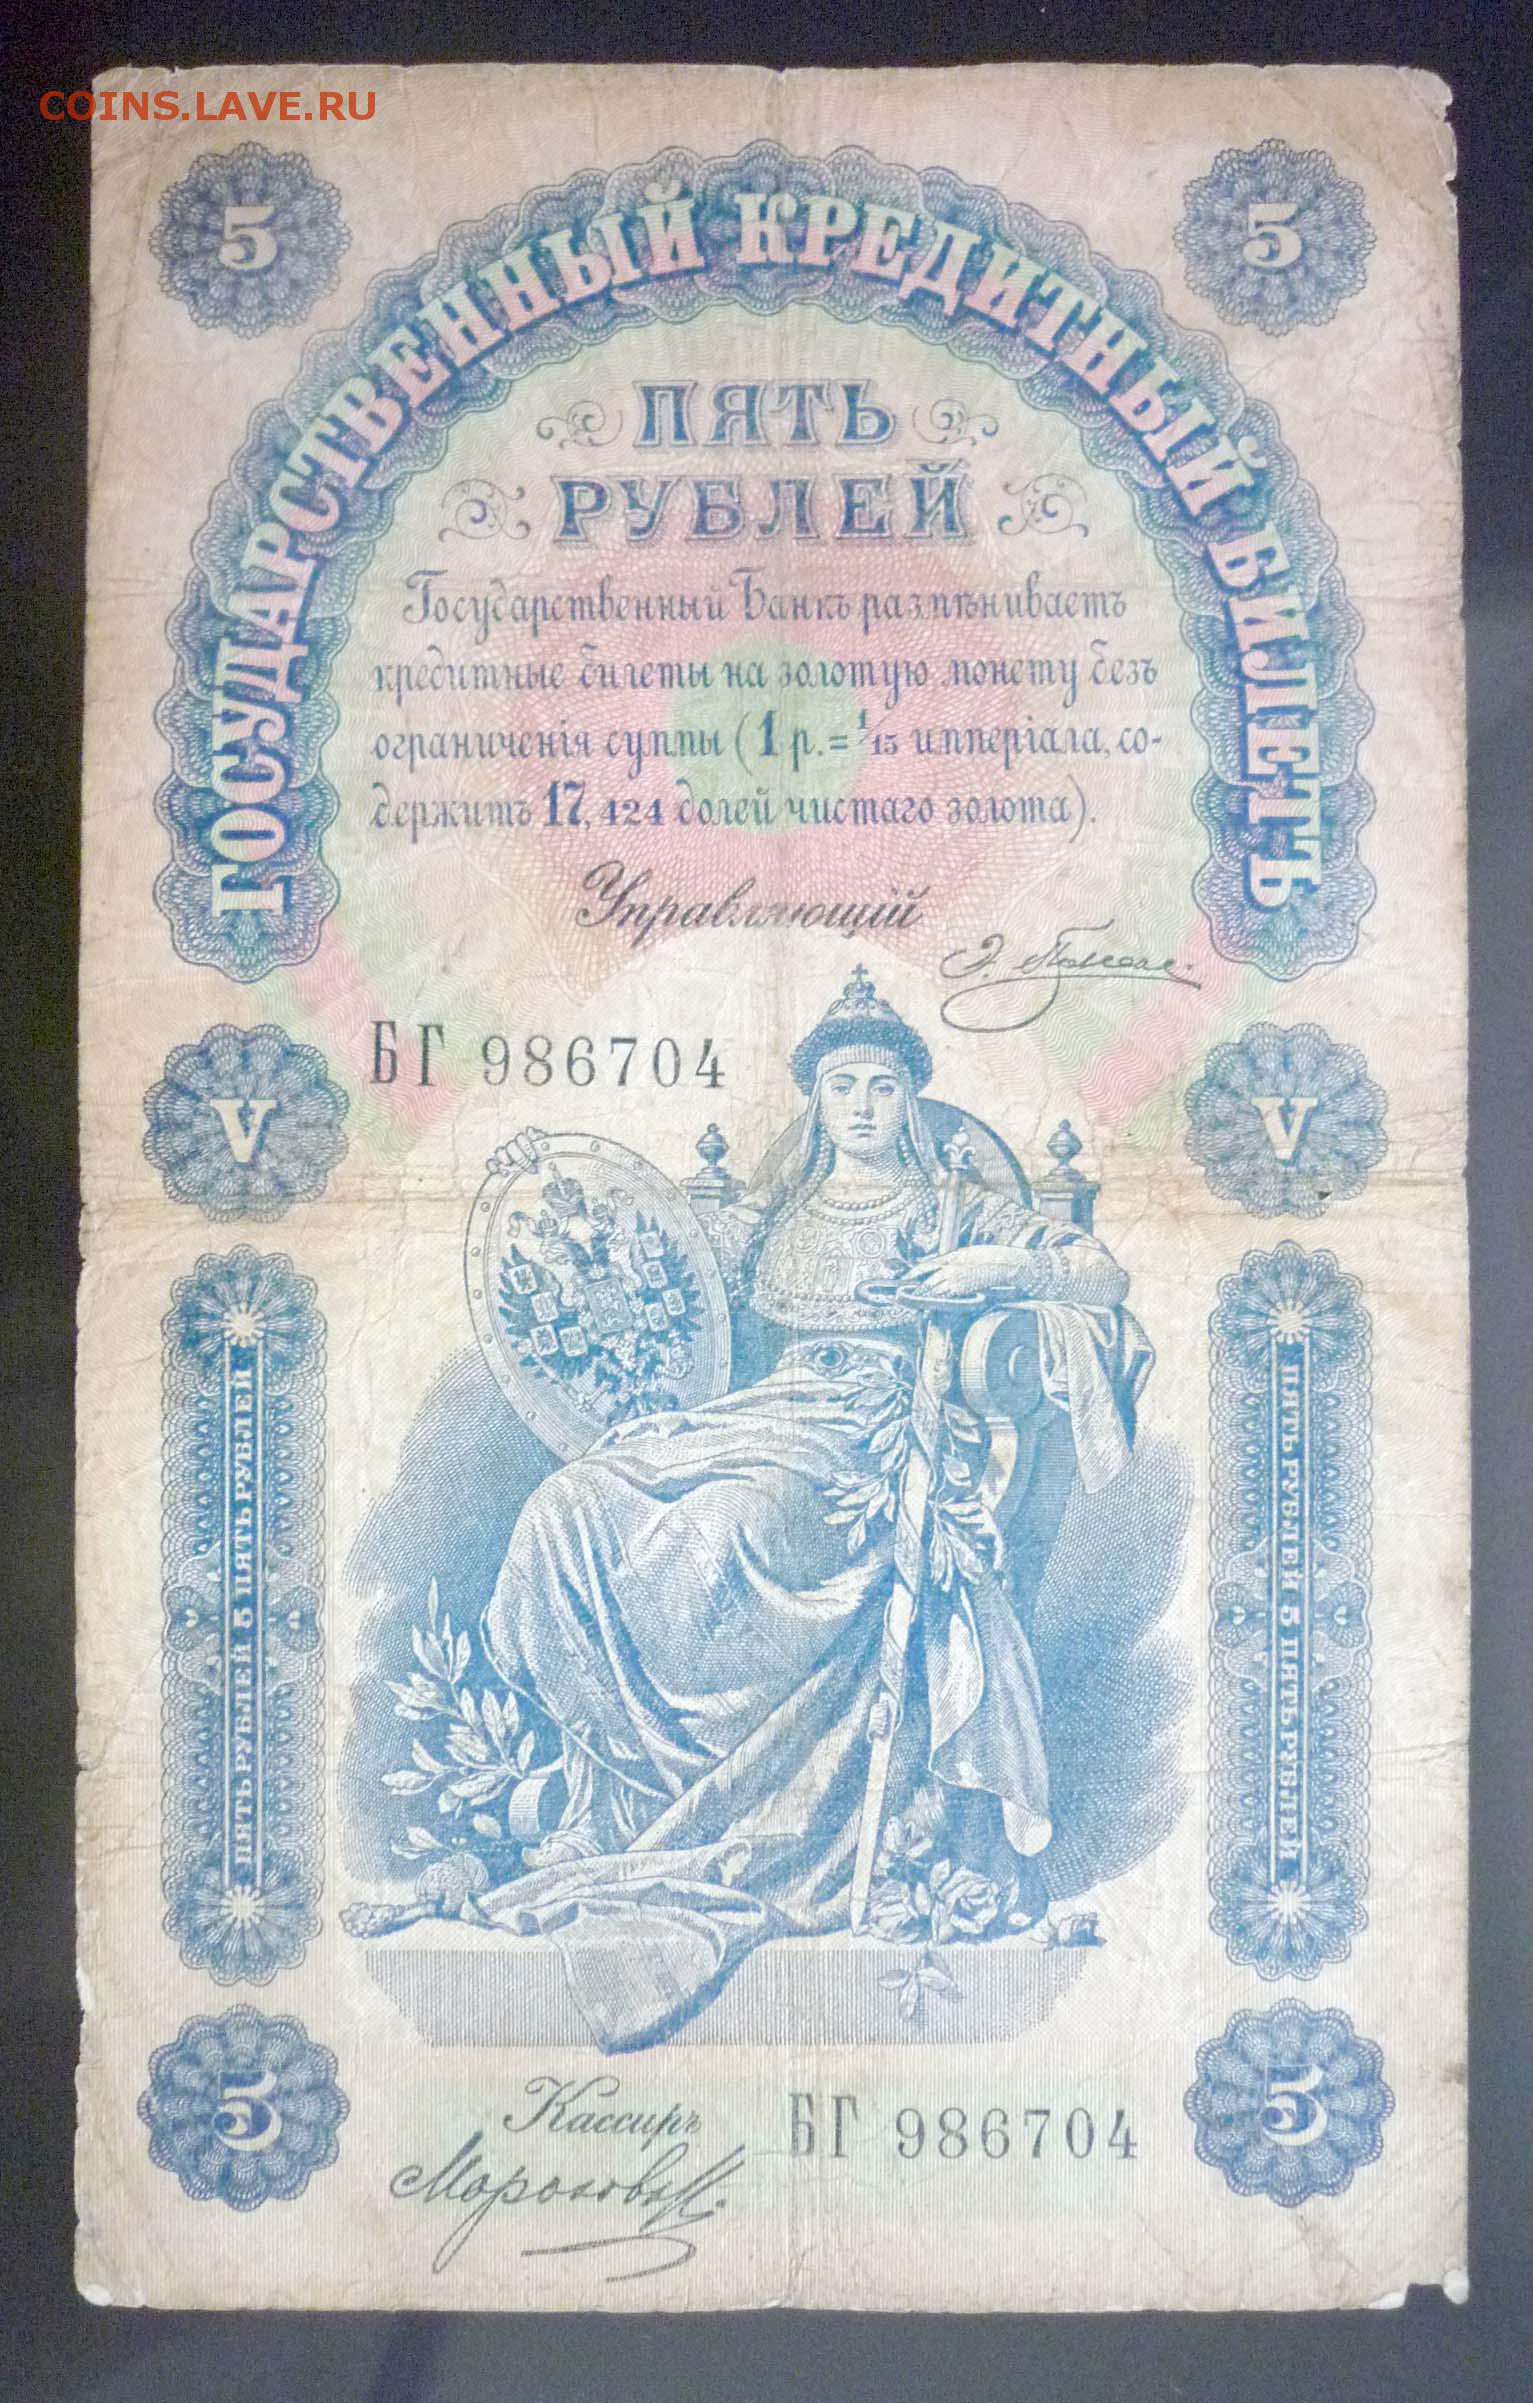 COINS.LAVE.RU
5 5
ГОСУДАРСТВЕННЫЙ КРЕДИТНЫЙ БИЛЕТЪ
ПЯТЬ
РУБЛЕЙ
Государственный Банкъ размѣниваетъ
кредитные билеты на золотую монету безъ
ограниченія суммы (1 р. = 1/15 имперіала, со-
держитъ 17,424 долей чистаго золота).
Управляющій
БГ 986704
V V
ПЯТЬ РУБЛЕЙ 5 ПЯТЬ РУБЛЕЙ
ПЯТЬ РУБЛЕЙ 5 ПЯТЬ РУБЛЕЙ
5 5
Кассиръ
БГ 986704